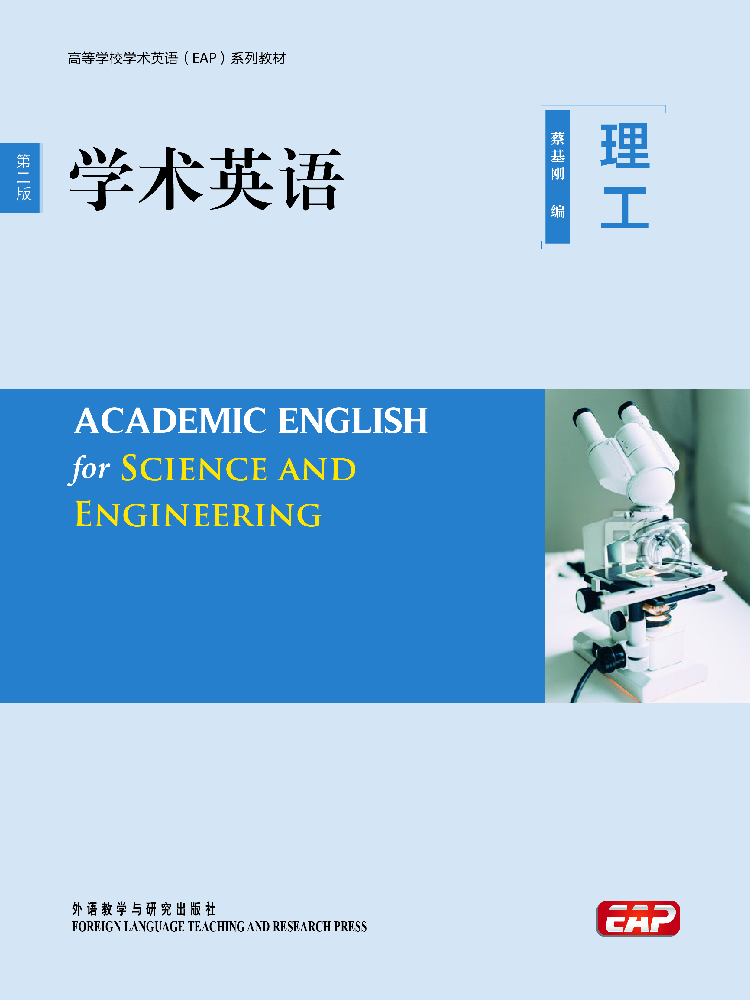 高等学校学术英语（EAP）系列教材
第二版
学术英语
理工
蔡基刚 编
ACADEMIC ENGLISH
for SCIENCE AND
ENGINEERING
外语教学与研究出版社
FOREIGN LANGUAGE TEACHING AND RESEARCH PRESS
EAP